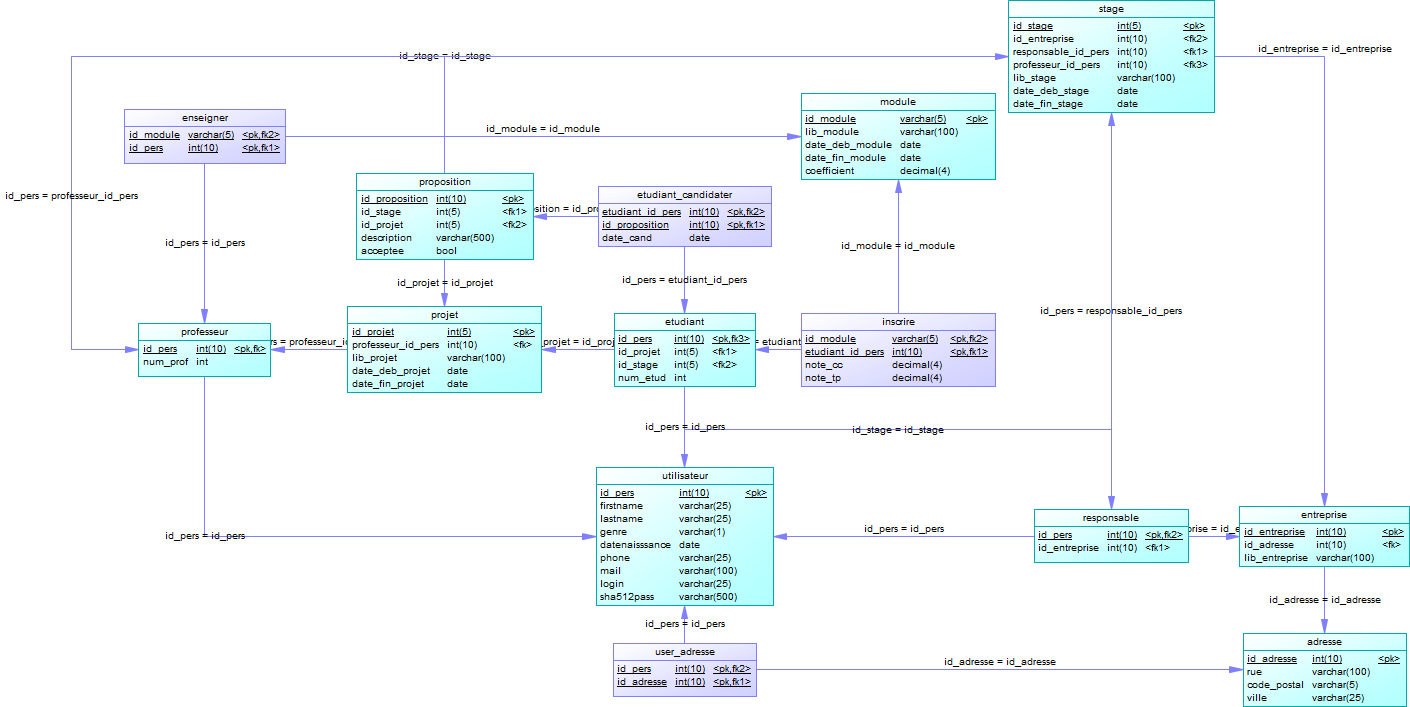 stage
id_stage int(5) <pk>
id_entreprise int(10) <fk2>
responsable_id_pers int(10) <fk1>
professeur_id_pers int(10) <fk3>
lib_stage varchar(100)
date_deb_stage date
date_fin_stage date
id_stage = id_stage
id_entreprise = id_entreprise
enseigner
id_module varchar(5) <pk,fk2>
id_pers int(10) <pk,fk1>
id_module = id_module
module
id_module varchar(5) <pk>
lib_module varchar(100)
date_deb_module date
date_fin_module date
coefficient decimal(4)
id_pers = professeur_id_pers
proposition
id_proposition int(10) <pk>
id_stage int(5) <fk1>
id_projet int(5) <fk2>
description varchar(500)
acceptee bool
sition = id_pro
etudiant_candidater
etudiant_id_pers int(10) <pk,fk2>
id_proposition int(10) <pk,fk1>
date_cand date
id_pers = id_pers
id_module = id_module
id_projet = id_projet
id_pers = etudiant_id_pers
id_pers = responsable_id_pers
professeur
id_pers int(10) <pk,fk>
num_prof int
rs = professeur_id
projet
id_projet int(5) <pk>
professeur_id_pers int(10) <fk>
lib_projet varchar(100)
date_deb_projet date
date_fin_projet date
_projet = id_proje
etudiant
id_pers int(10) <pk,fk3>
id_projet int(5) <fk1>
id_stage int(5) <fk2>
num_etud int
= etudiant
inscrire
id_module varchar(5) <pk,fk2>
etudiant_id_pers int(10) <pk,fk1>
note_cc decimal(4)
note_tp decimal(4)
id_pers = id_pers
id_stage = id_stage
utilisateur
id_pers int(10) <pk>
firstname varchar(25)
lastname varchar(25)
genre varchar(1)
datenaisssance date
phone varchar(25)
mail varchar(100)
login varchar(25)
sha512pass varchar(500)
id_pers = id_pers
id_pers = id_pers
responsable
id_pers int(10) <pk,fk2>
id_entreprise int(10) <fk1>
prise = id_e
entreprise
id_entreprise int(10) <pk>
id_adresse int(10) <fk>
lib_entreprise varchar(100)
id_adresse = id_adresse
id_pers = id_pers
user_adresse
id_pers int(10) <pk,fk2>
id_adresse int(10) <pk,fk1>
id_adresse = id_adresse
adresse
id_adresse int(10) <pk>
rue varchar(100)
code_postal varchar(5)
ville varchar(25)